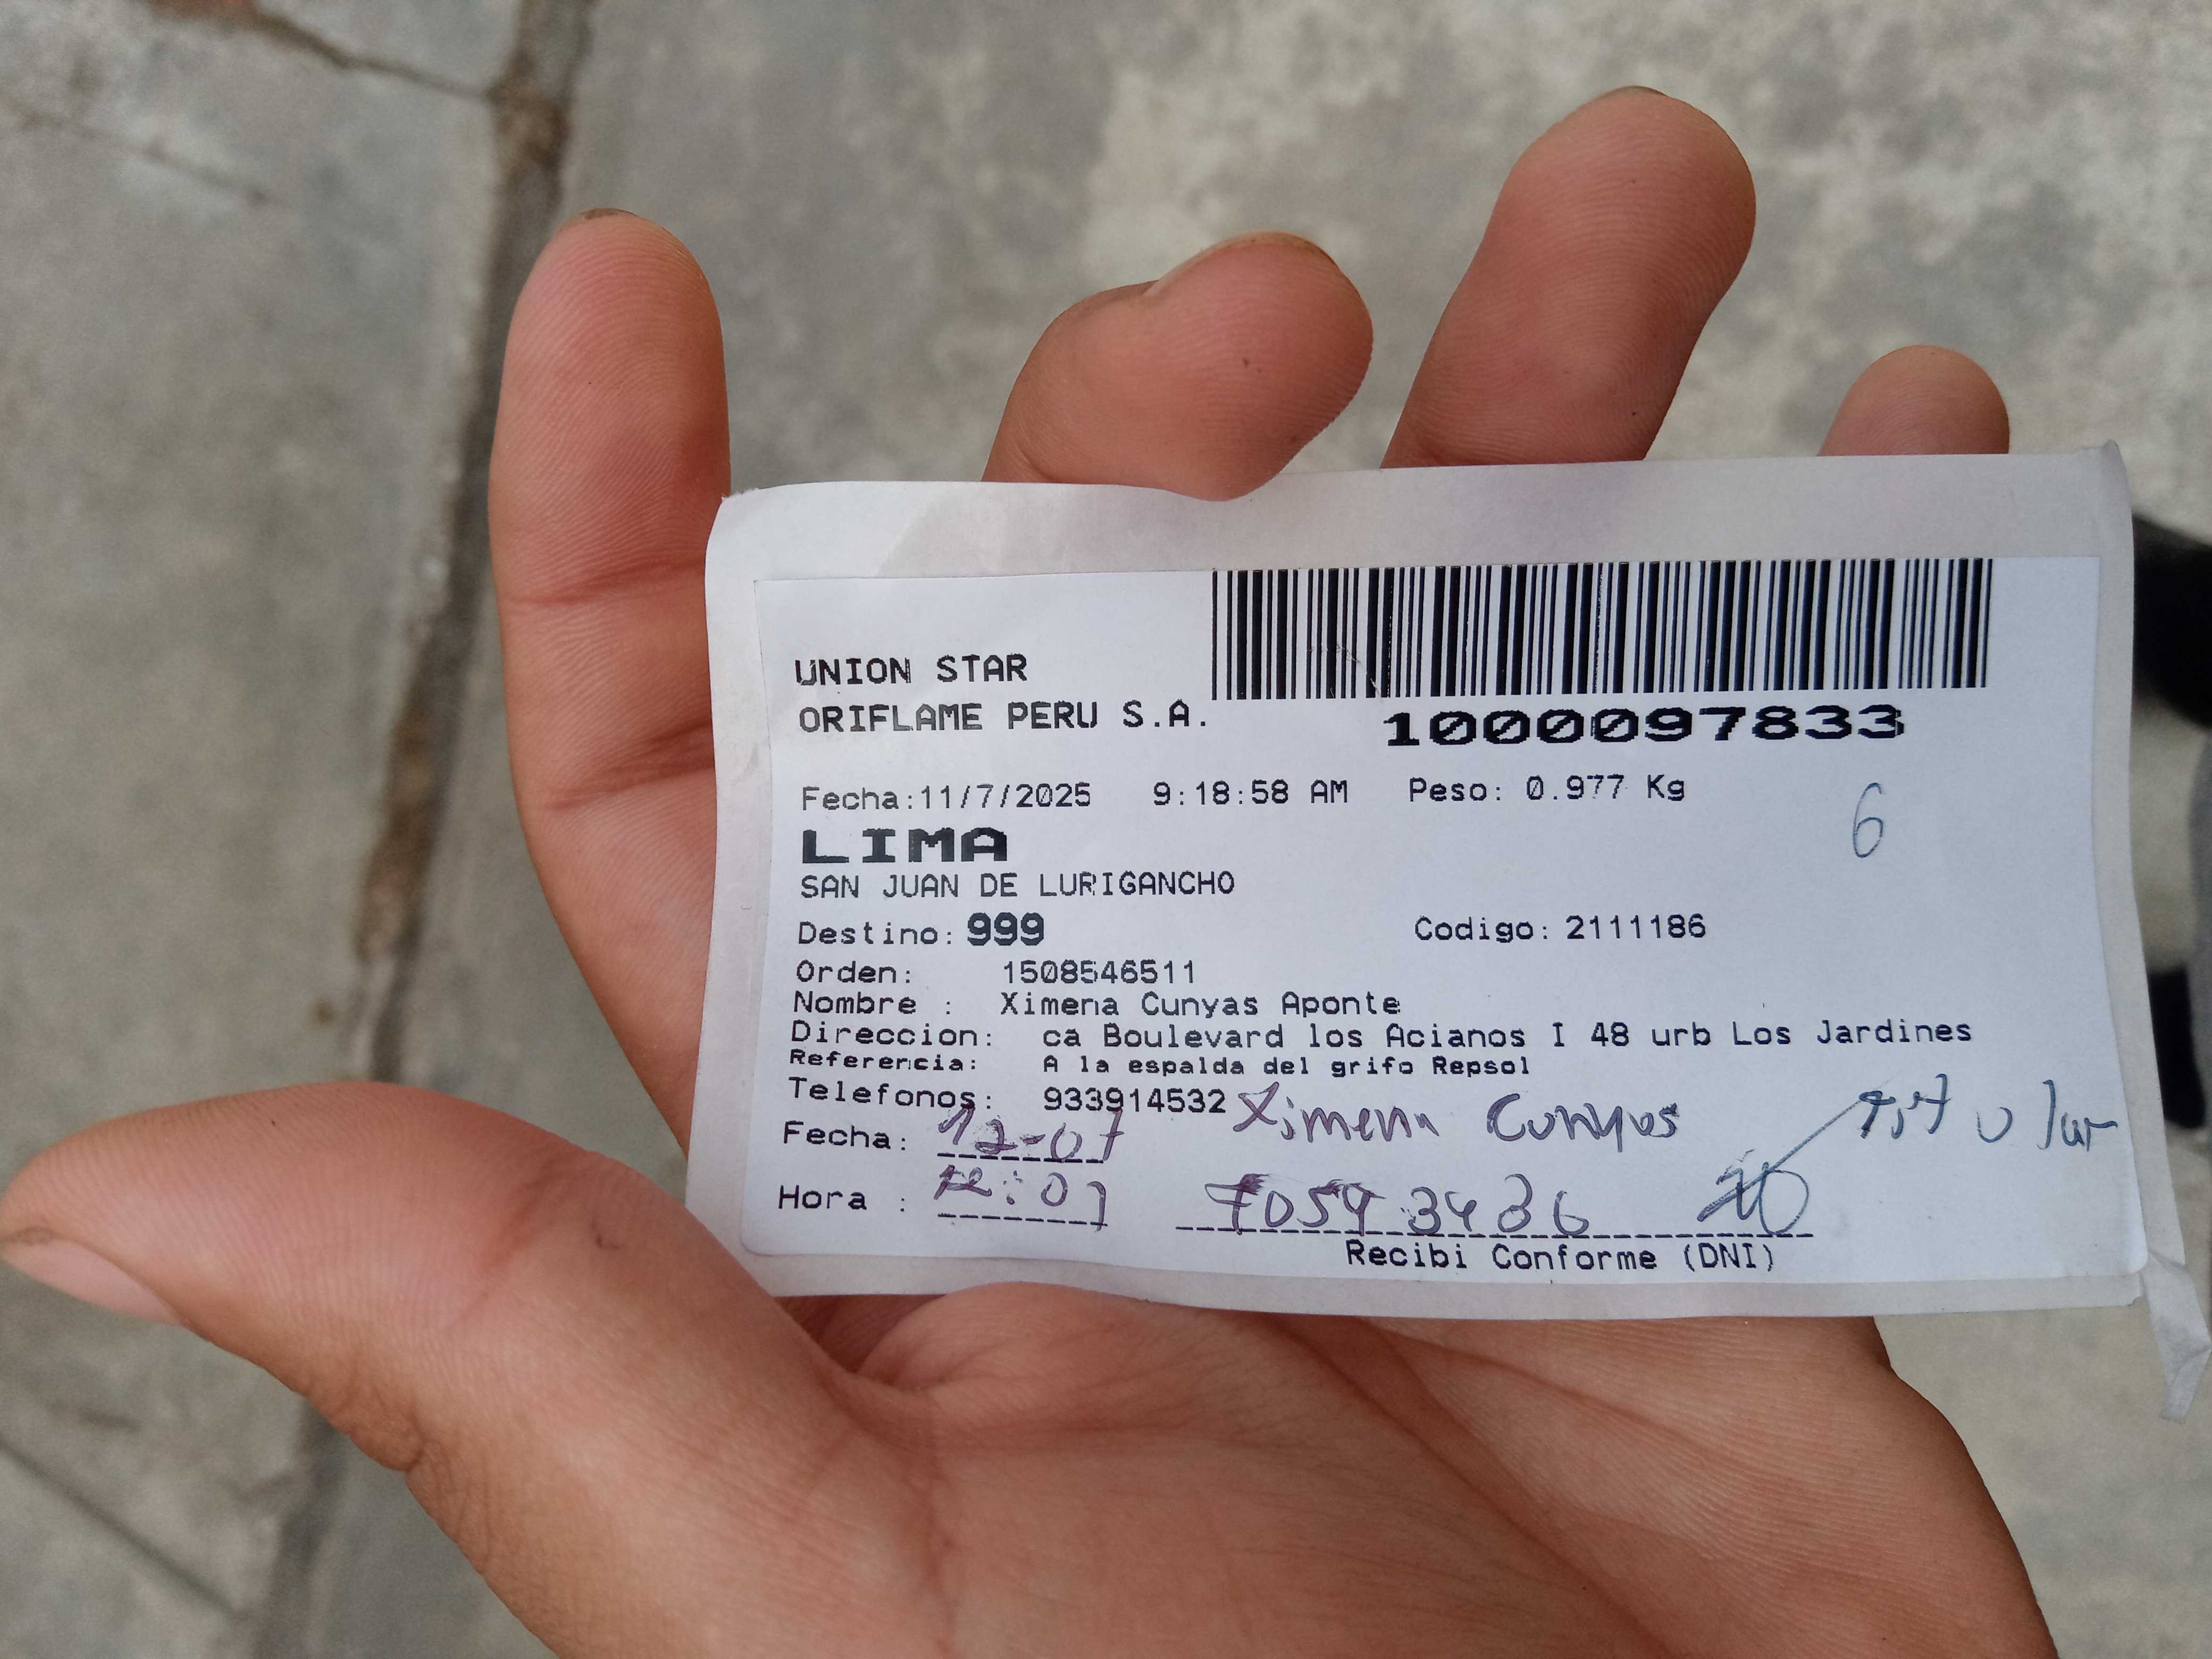 UNION STAR
ORIFLAME PERU S.A.
1000097833
Fecha:11/7/2025 9:18:58 AM Peso: 0.977 Kg
6
LIMA
SAN JUAN DE LURIGANCHO
Destino: 999 Codigo: 2111186
Orden: 1508546511
Nombre : Ximena Cunyas Aponte
Direccion: ca Boulevard los Acianos I 48 urb Los Jardines
Referencia: A la espalda del grifo Repsol
Telefonos: 933914532 Ximena Cunyas titular
Fecha: 12-07
Hora : 12:07 70593436
Recibi Conforme (DNI)